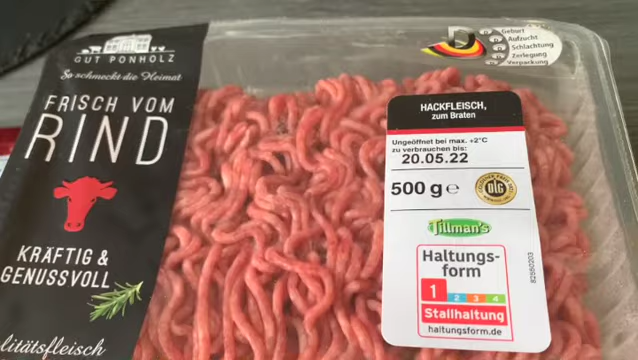 GUT PONHOLZ
So schmeckt die Heimat
FRISCH VOM
RIND
KRÄFTIG &
GENUSSVOLL
litätsfleisch
D
Geburt
Aufzucht
Schlachtung
Zerlegung
Verpackung
HACKFLEISCH,
zum Braten
Ungeöffnet bei max. +2°C
zu verbrauchen bis:
20.05.22
500 g e
DLG
Tillman's
Haltungs-
form
1 2 3 4
Stallhaltung
haltungsform.de